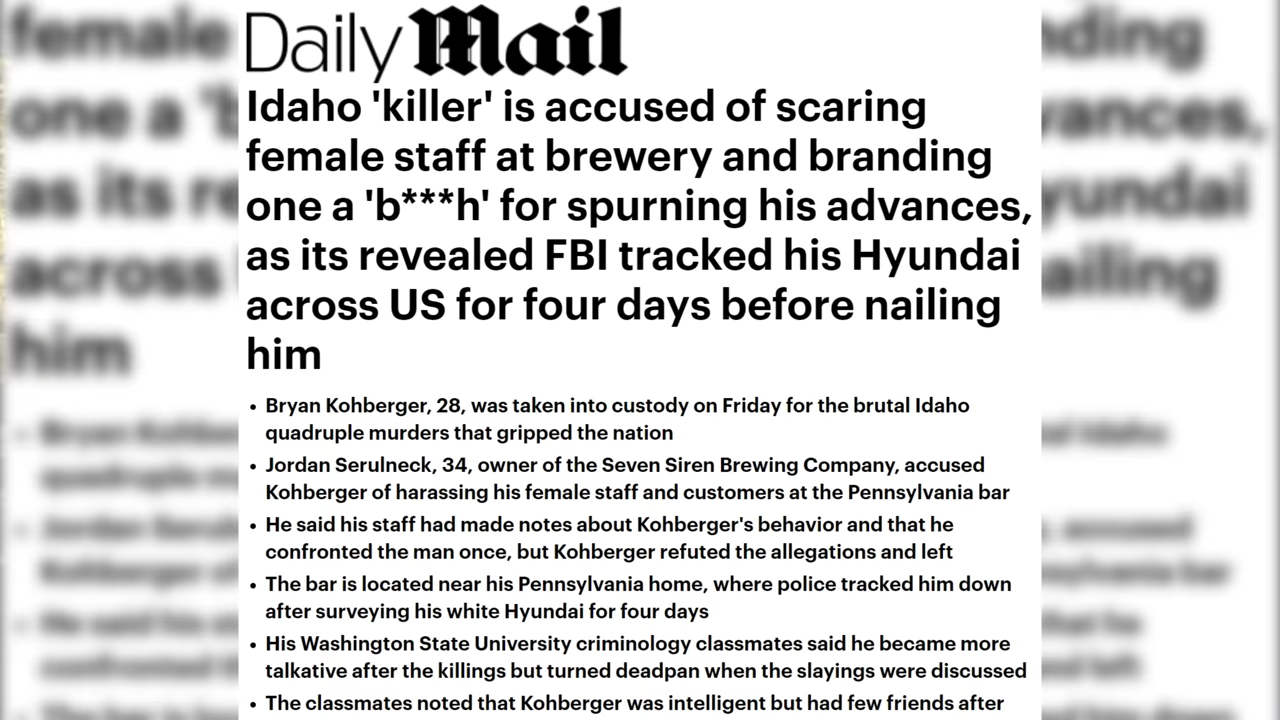 Daily Mail
Idaho 'killer' is accused of scaring
female staff at brewery and branding
one a 'b***h' for spurning his advances,
as its revealed FBI tracked his Hyundai
across US for four days before nailing
him
• Bryan Kohberger, 28, was taken into custody on Friday for the brutal Idaho
quadruple murders that gripped the nation
• Jordan Serulneck, 34, owner of the Seven Siren Brewing Company, accused
Kohberger of harassing his female staff and customers at the Pennsylvania bar
• He said his staff had made notes about Kohberger's behavior and that he
confronted the man once, but Kohberger refuted the allegations and left
• The bar is located near his Pennsylvania home, where police tracked him down
after surveying his white Hyundai for four days
• His Washington State University criminology classmates said he became more
talkative after the killings but turned deadpan when the slayings were discussed
• The classmates noted that Kohberger was intelligent but had few friends after